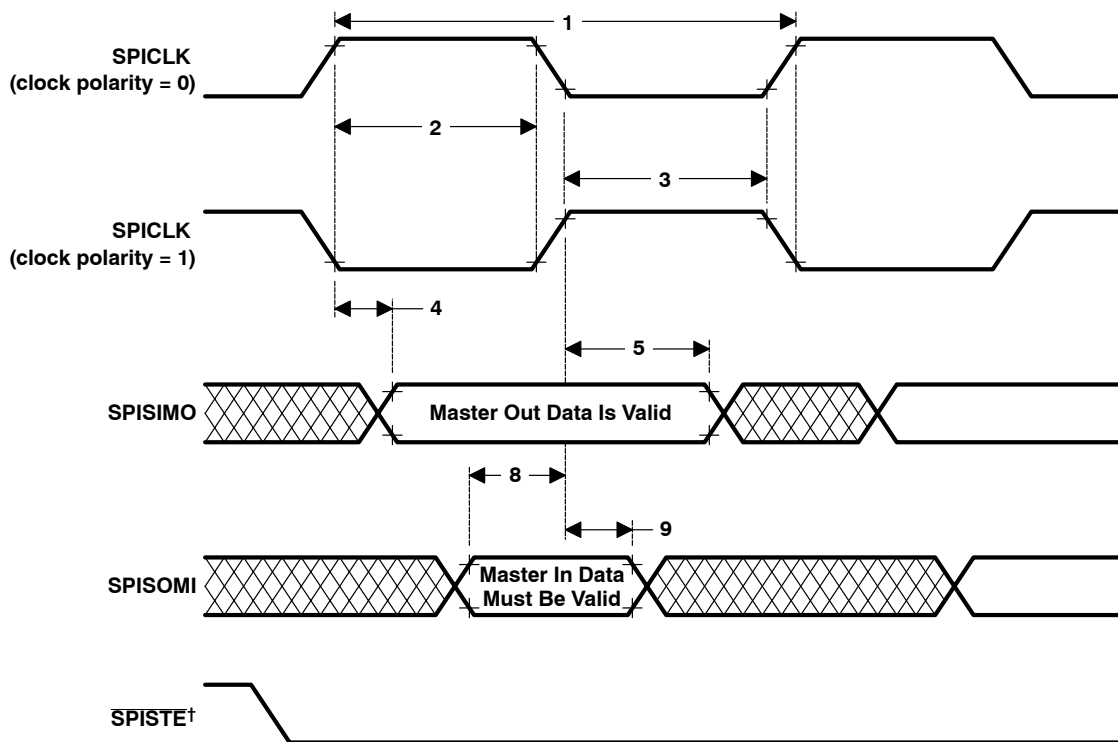 1
SPICLK
(clock polarity = 0)
2
3
SPICLK
(clock polarity = 1)
4
5
SPISIMO
Master Out Data Is Valid
8
9
SPISOMI
Master In Data
Must Be Valid
SPISTE†